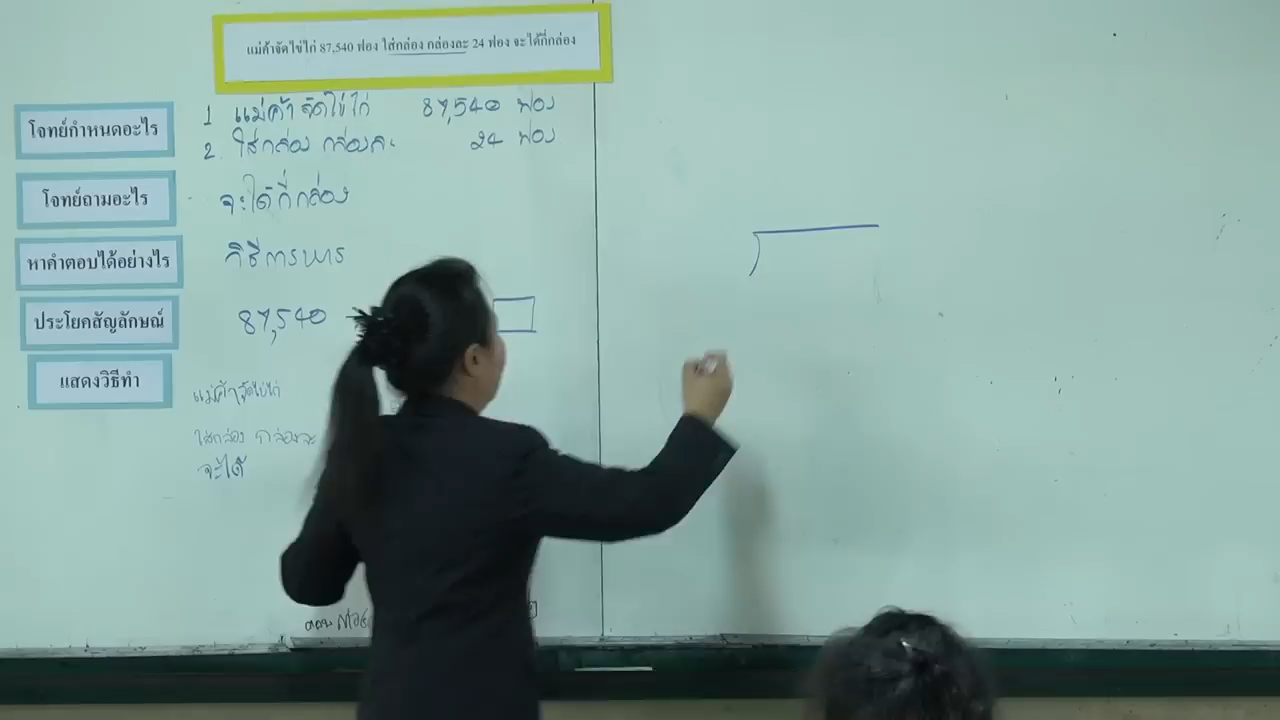 แม่ค้าจัดไข่ไก่ 87,540 ฟอง ใส่กล่อง กล่องละ 24 ฟอง จะได้กี่กล่อง
โจทย์กำหนดอะไร
1 แม่ค้าจัดไข่ไก่ 87,540 ฟอง
2. ใส่กล่อง กล่องละ 24 ฟอง
โจทย์ถามอะไร
จะได้กี่กล่อง
หาคำตอบได้อย่างไร
วิธีการหาร
ประโยคสัญลักษณ์
87,540
แสดงวิธีทำ
แม่ค้าจัดไข่ไก่
ใส่กล่อง กล่องละ
จะได้